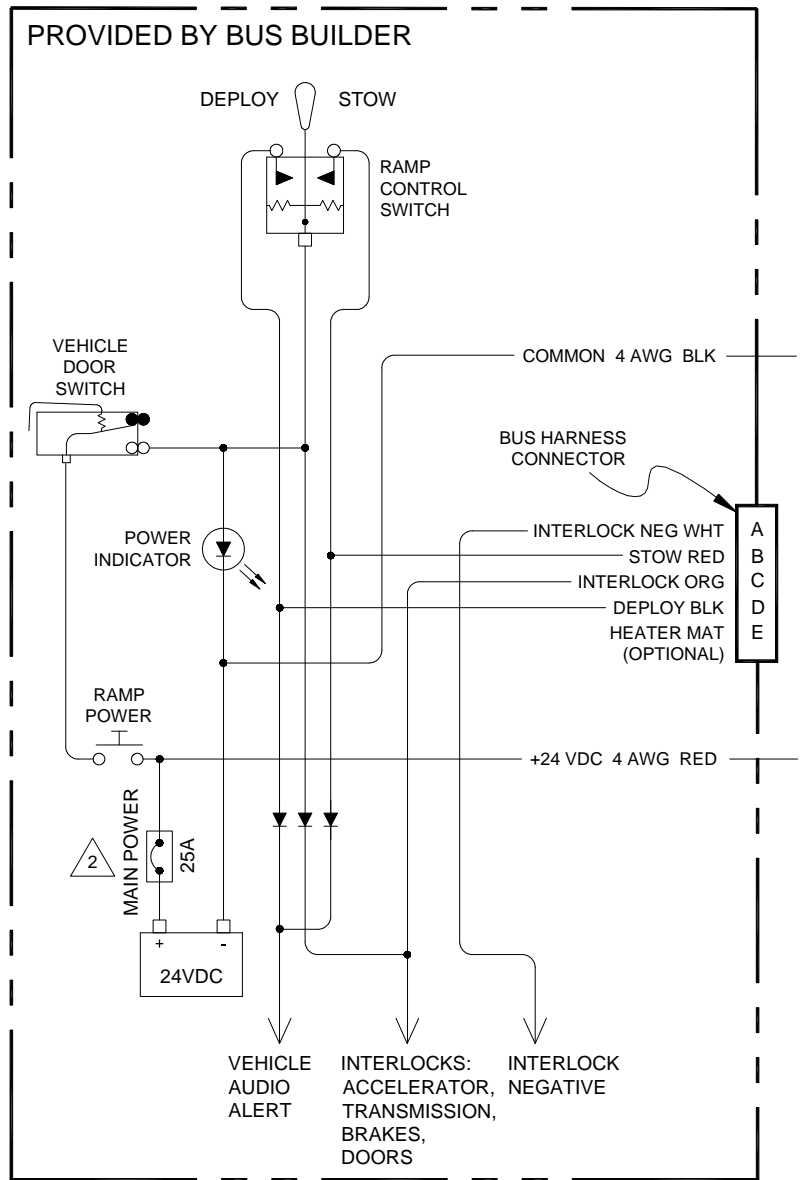 PROVIDED BY BUS BUILDER
DEPLOY STOW
RAMP
CONTROL
SWITCH
VEHICLE
DOOR
SWITCH
COMMON 4 AWG BLK
BUS HARNESS
CONNECTOR
POWER
INDICATOR
INTERLOCK NEG WHT A
STOW RED B
INTERLOCK ORG C
DEPLOY BLK D
HEATER MAT E
(OPTIONAL)
RAMP
POWER
+24 VDC 4 AWG RED
2
MAIN POWER
25A
+ -
24VDC
VEHICLE
AUDIO
ALERT
INTERLOCKS:
ACCELERATOR,
TRANSMISSION,
BRAKES,
DOORS
INTERLOCK
NEGATIVE